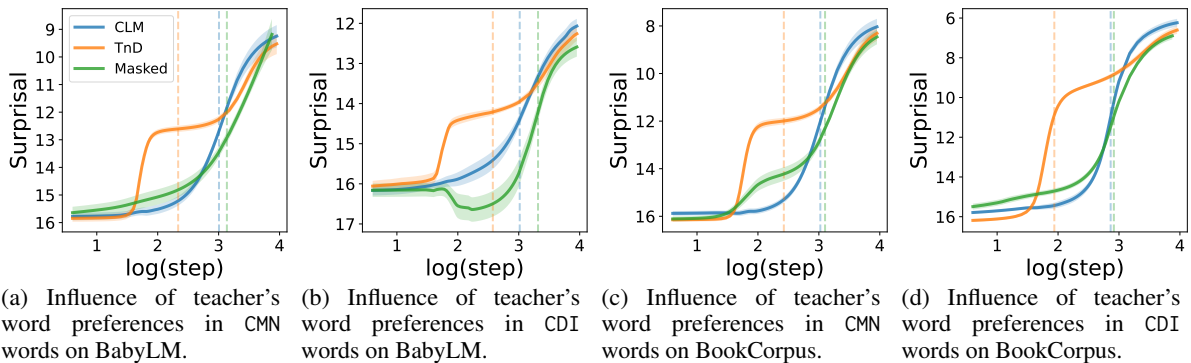 CLM
TnD
Masked
Surprisal
9
10
11
12
13
14
15
16
1
2
3
4
log(step)
Surprisal
12
13
14
15
16
17
1
2
3
4
log(step)
Surprisal
8
10
12
14
16
1
2
3
4
log(step)
Surprisal
6
8
10
12
14
16
1
2
3
4
log(step)
(a) Influence of teacher's
word preferences in CMN
words on BabyLM.
(b) Influence of teacher's
word preferences in CDI
words on BabyLM.
(c) Influence of teacher's
word preferences in CMN
words on BookCorpus.
(d) Influence of teacher's
word preferences in CDI
words on BookCorpus.